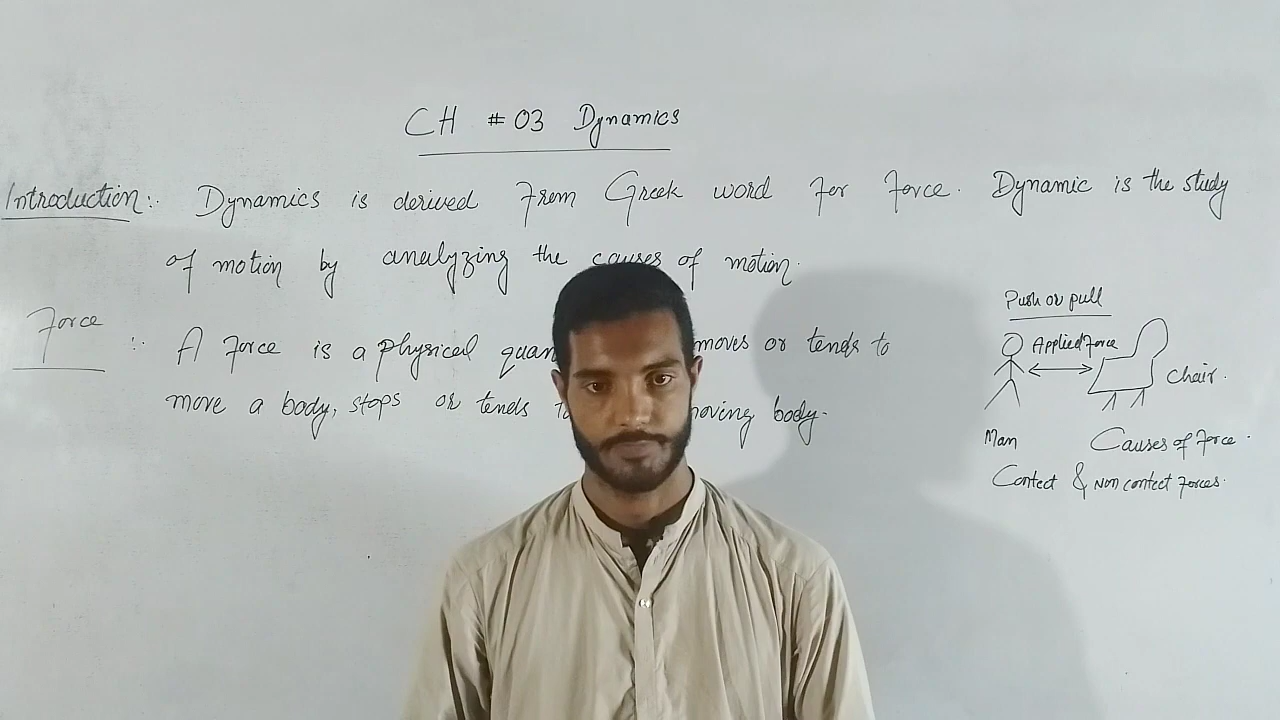 CH # 03 Dynamics
Introduction:. Dynamics is derived from Greek word for force. Dynamic is the study
of motion by analyzing the causes of motion.
Force :. A force is a physical quan moves or tends to
move a body, stops or tends to moving body.
Push or pull
Applied force
chair.
Man
Causes of force.
Contect & non contect forces.